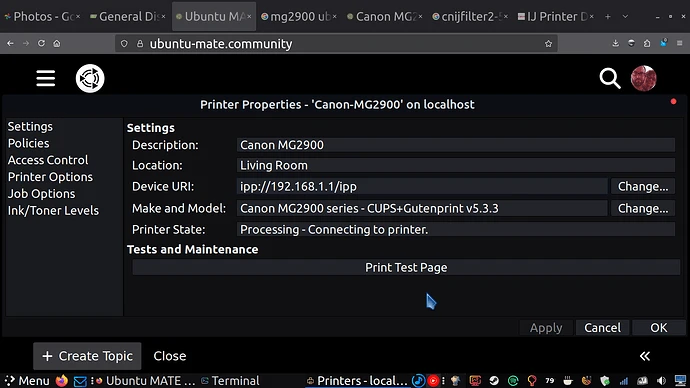 Photos - Go
General Dis
Ubuntu MA
mg2900 ub
Canon MG2
cnijfilter2-5
IJ Printer D
ubuntu-mate.community
Printer Properties - 'Canon-MG2900' on localhost
Settings
Policies
Access Control
Printer Options
Job Options
Ink/Toner Levels
Settings
Description: Canon MG2900
Location: Living Room
Device URI: ipp://192.168.1.1/ipp Change...
Make and Model: Canon MG2900 series - CUPS+Gutenprint v5.3.3 Change...
Printer State: Processing - Connecting to printer.
Tests and Maintenance
Print Test Page
Apply Cancel OK
+ Create Topic Close
Menu Ubuntu MATE ... Terminal Printers - local... 79